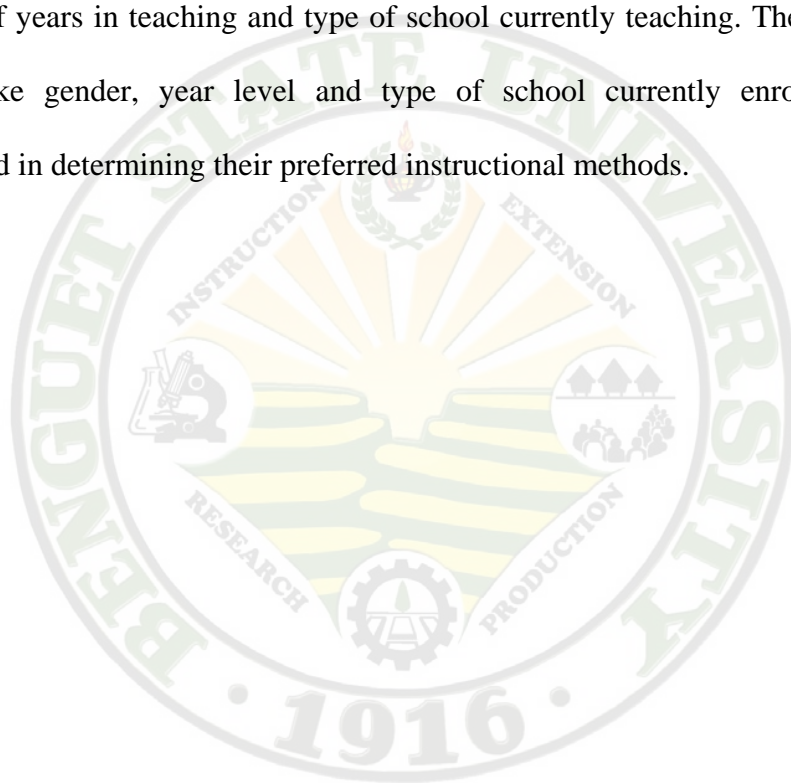 f years in teaching and type of school currently teaching. The
ke gender, year level and type of school currently enro
d in determining their preferred instructional methods.
BENGUET STATE UNIVERSITY
INSTRUCTION
EXTENSION
RESEARCH
PRODUCTION
1916